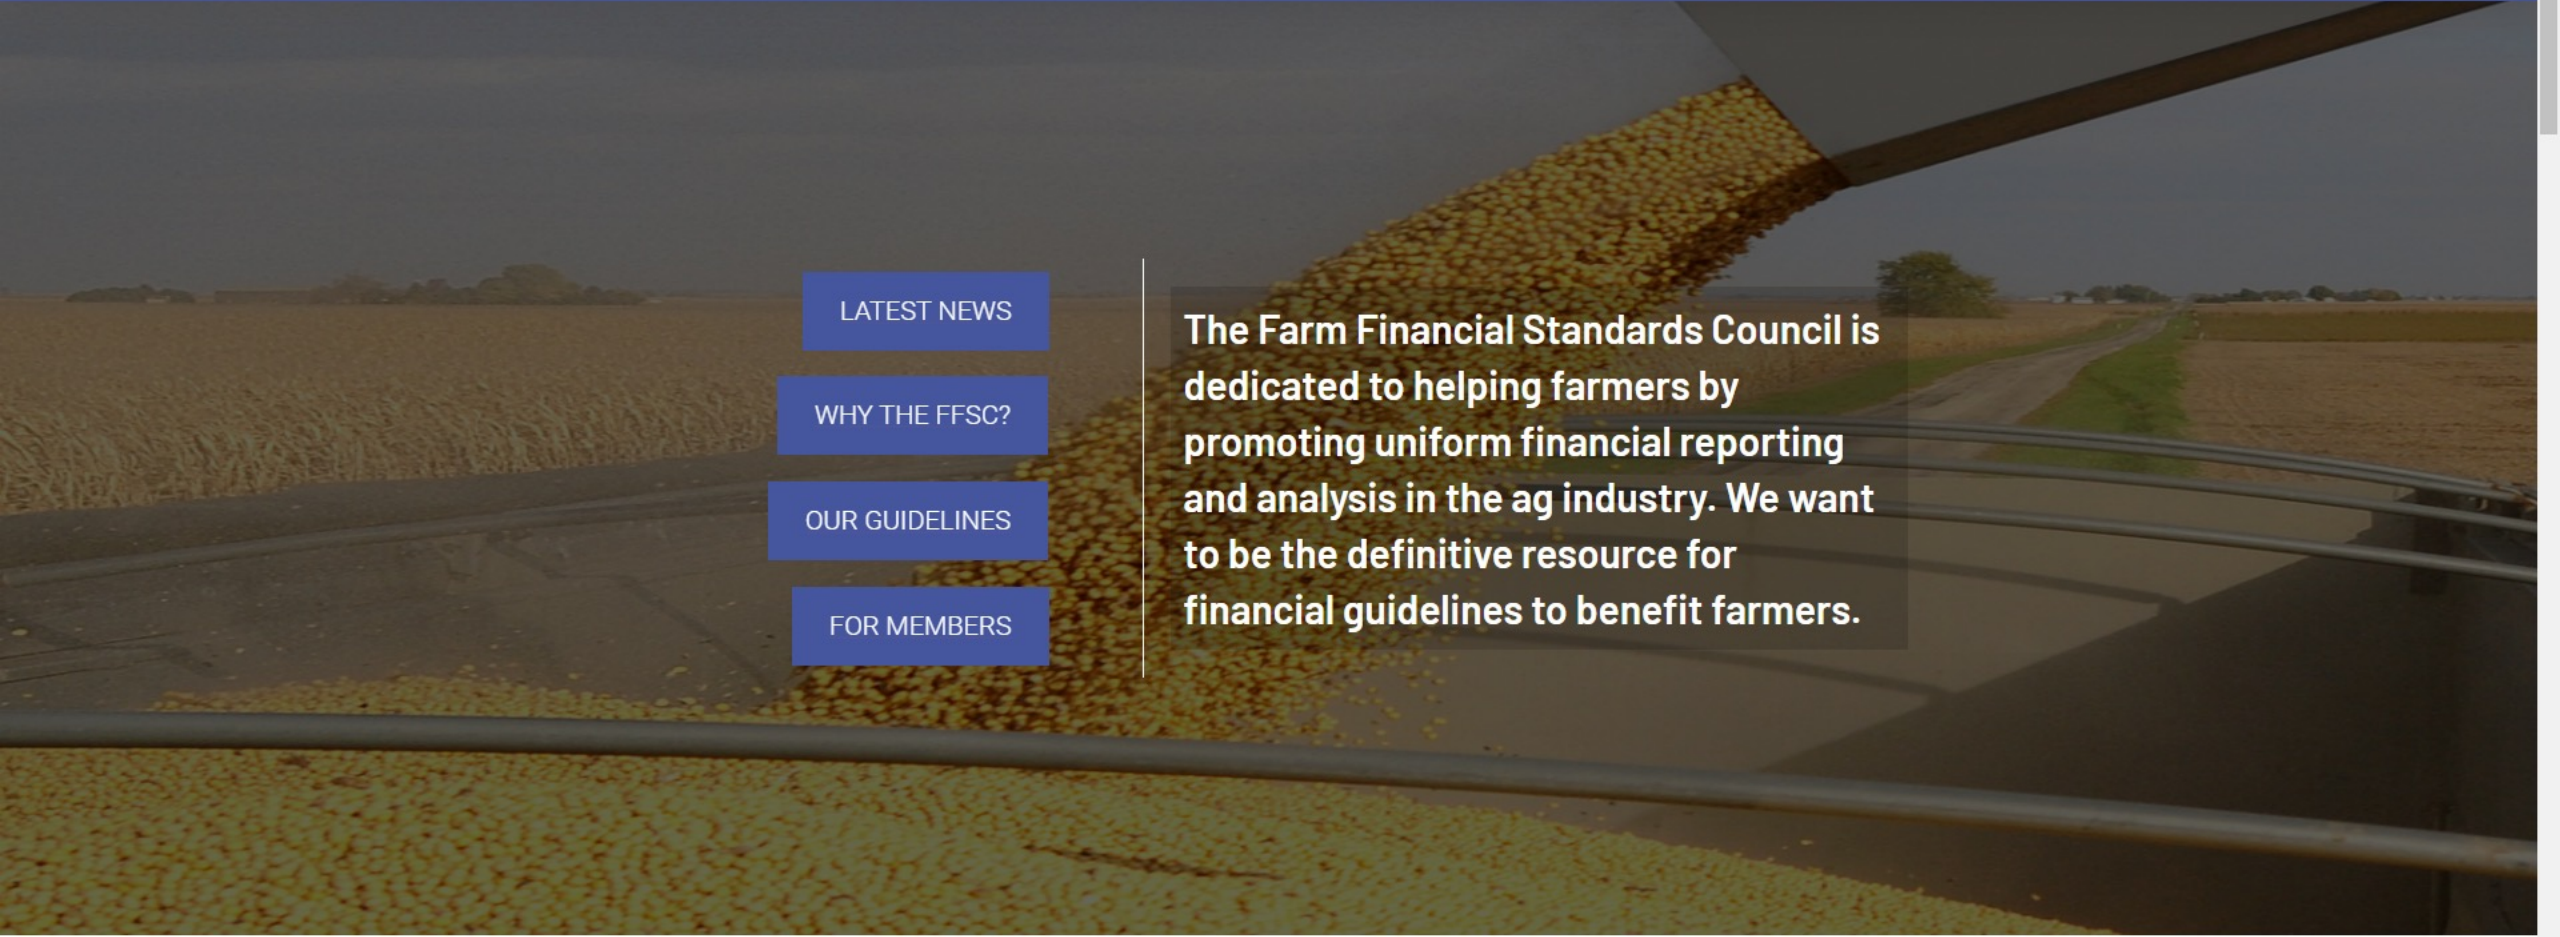 LATEST NEWS
WHY THE FFSC?
OUR GUIDELINES
FOR MEMBERS
The Farm Financial Standards Council is
dedicated to helping farmers by
promoting uniform financial reporting
and analysis in the ag industry. We want
to be the definitive resource for
financial guidelines to benefit farmers.